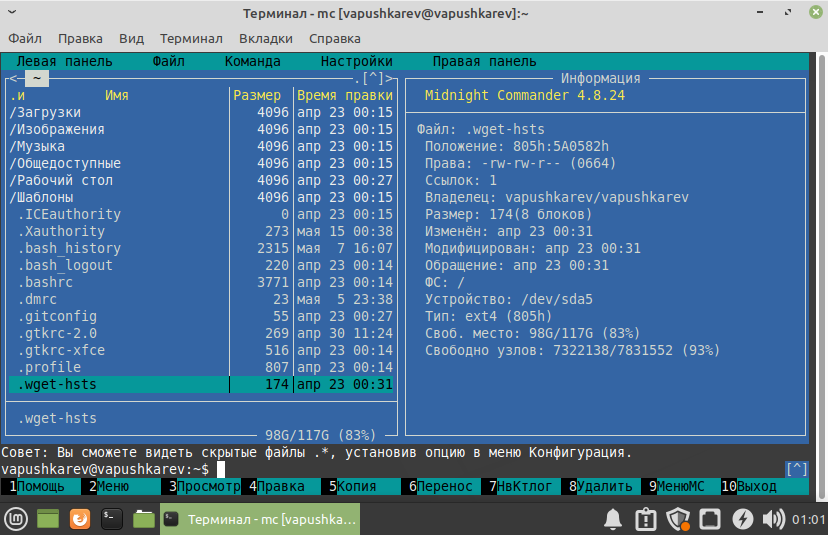 Терминал - mc [vapushkarev@vapushkarev]:~
Файл Правка Вид Терминал Вкладки Справка
Левая панель Файл Команда Настройки Правая панель
<─ ~ .[^]>
.и Имя Размер Время правки
/Загрузки 4096 апр 23 00:15
/Изображения 4096 апр 23 00:15
/Музыка 4096 апр 23 00:15
/Общедоступные 4096 апр 23 00:15
/Рабочий стол 4096 апр 23 00:27
/Шаблоны 4096 апр 23 00:15
.ICEauthority 0 апр 23 00:15
.Xauthority 273 мая 15 00:38
.bash_history 2315 мая 7 16:07
.bash_logout 220 апр 23 00:14
.bashrc 3771 апр 23 00:14
.dmrc 23 мая 5 23:38
.gitconfig 55 апр 23 00:27
.gtkrc-2.0 269 апр 30 11:24
.gtkrc-xfce 516 апр 23 00:14
.profile 807 апр 23 00:14
.wget-hsts 174 апр 23 00:31
.wget-hsts
98G/117G (83%)
Информация
Midnight Commander 4.8.24
Файл: .wget-hsts
Положение: 805h:5A0582h
Права: -rw-rw-r-- (0664)
Ссылок: 1
Владелец: vapushkarev/vapushkarev
Размер: 174(8 блоков)
Изменён: апр 23 00:31
Модифицирован: апр 23 00:31
Обращение: апр 23 00:31
ФС: /
Устройство: /dev/sda5
Тип: ext4 (805h)
Своб. место: 98G/117G (83%)
Свободно узлов: 7322138/7831552 (93%)
Совет: Вы сможете видеть скрытые файлы .*, установив опцию в меню Конфигурация.
vapushkarev@vapushkarev:~$ [^]
1Помощь 2Меню 3Просмотр 4Правка 5Копия 6Перенос 7НвКтлог 8Удалить 9МенюМС 10Выход
Терминал - mc [vapushka... 01:01